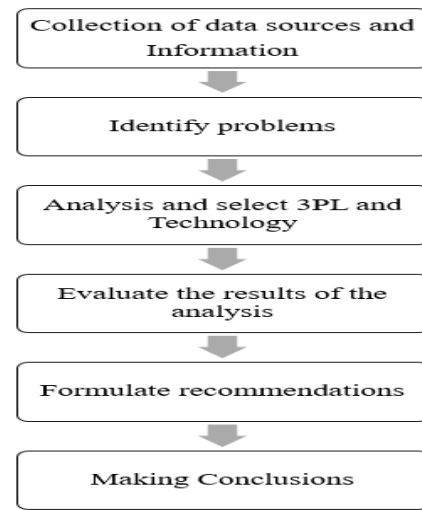 Collection of data sources and
Information
Identify problems
Analysis and select 3PL and
Technology
Evaluate the results of the
analysis
Formulate recommendations
Making Conclusions